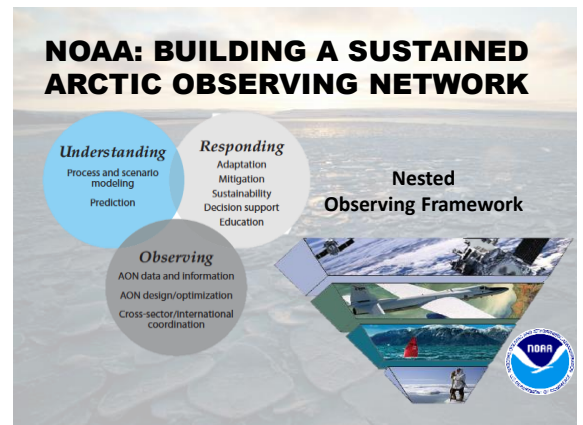 NOAA: BUILDING A SUSTAINED
ARCTIC OBSERVING NETWORK
Understanding
Process and scenario
modeling
Prediction
Responding
Adaptation
Mitigation
Sustainability
Decision support
Education
Observing
AON data and information
AON design/optimization
Cross-sector/international
coordination
Nested
Observing Framework
NOAA